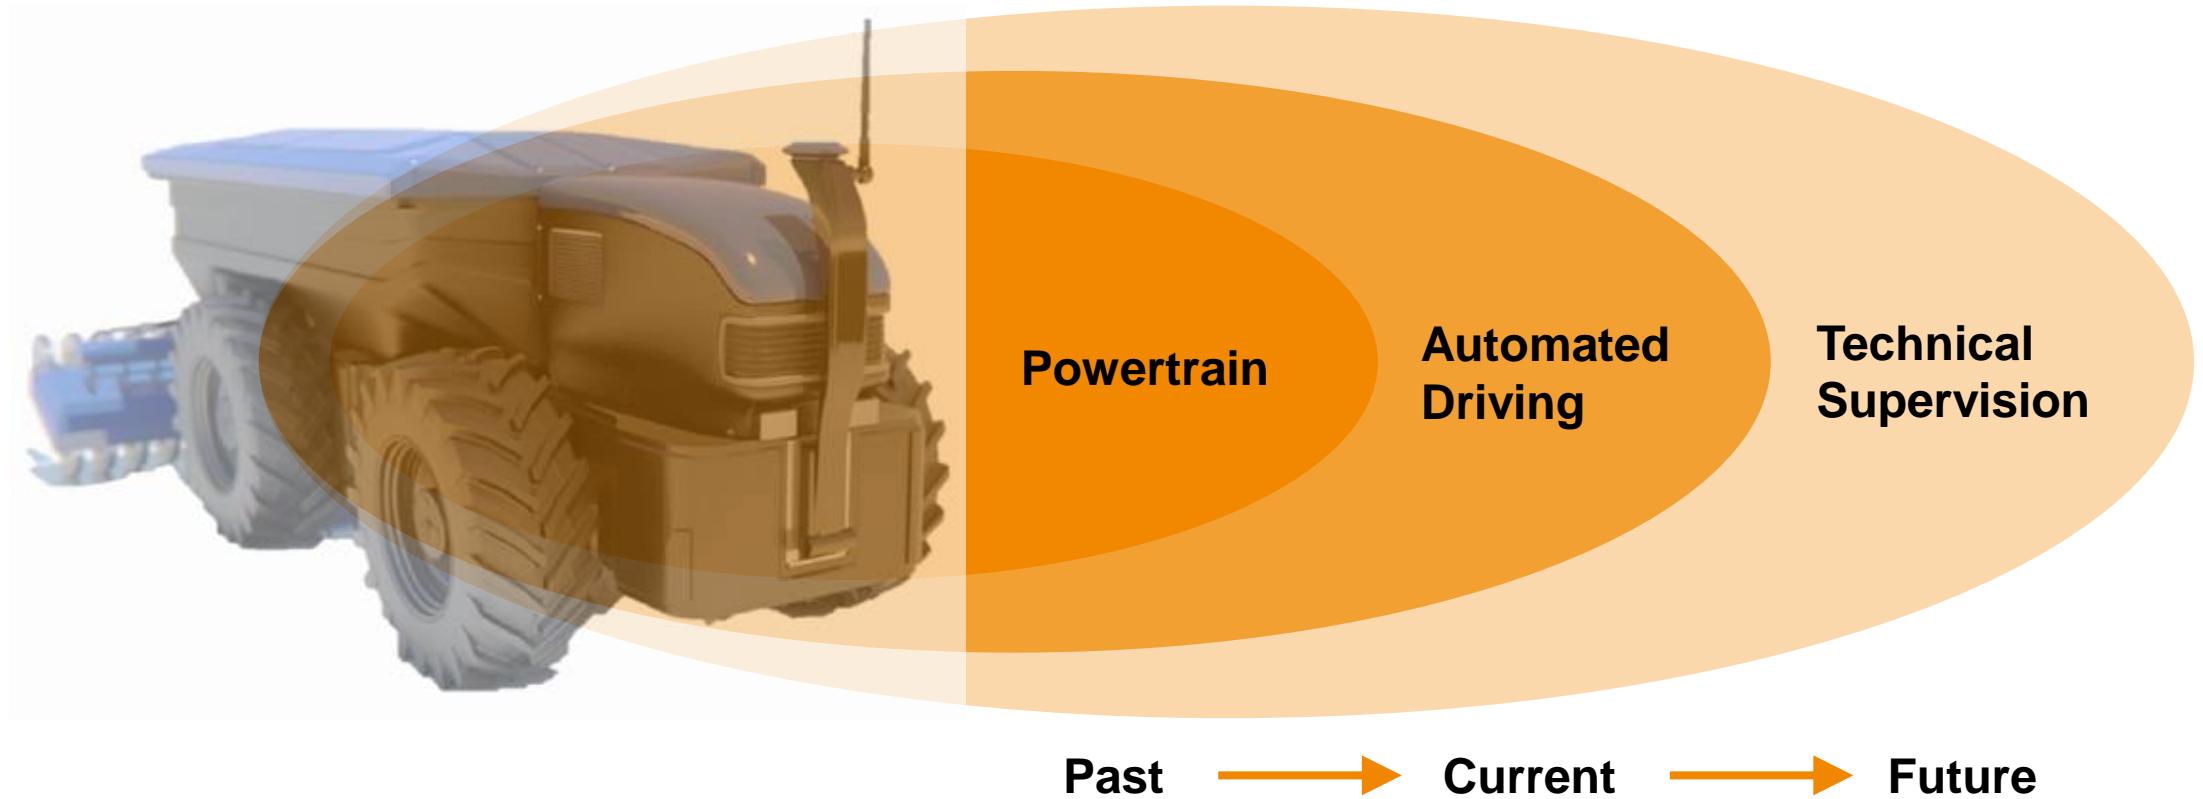 Powertrain
Automated
Driving
Technical
Supervision
Past
Current
Future